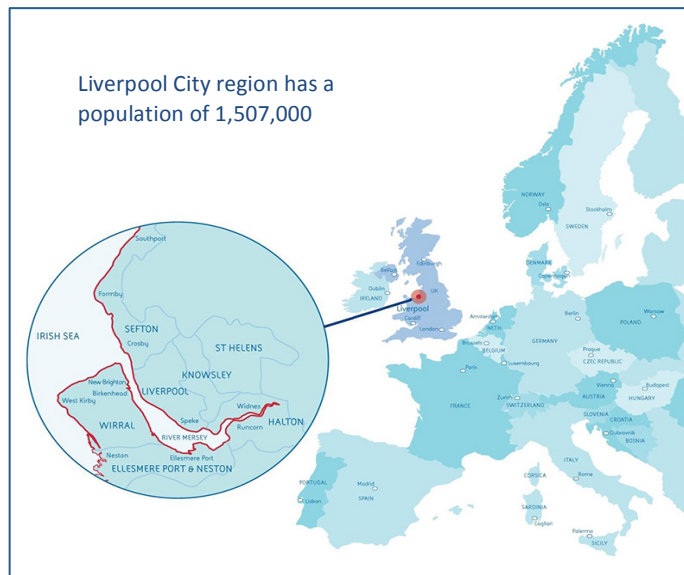 Liverpool City region has a
population of 1,507,000
NORWAY
Oslo
Stockholm
SWEDEN
Southport
Edinburgh
Belfast
DENMARK
Copenhagen
Dublin
UK
IRELAND
Liverpool
Formby
Cardiff
London
Amsterdam
NETH
Berlin
Warsaw
POLAND
IRISH SEA
SEFTON
Crosby
ST HELENS
GERMANY
Brussels
BELGIUM
Prague
CZECH REPUBLIC
Luxembourg
KNOWSLEY
Paris
New Brighton
LIVERPOOL
Birkenhead
Vienna
Budapest
West Kirby
Zurich
SWITZERLAND
AUSTRIA
HUNGARY
FRANCE
Widnes
SLOVENIA
CROATIA
WIRRAL
Speke
Runcorn
HALTON
RIVER MERSEY
Dubrovnik
BOSNIA
Neston
Ellesmere Port
ELLESMERE PORT & NESTON
ITALY
CORSICA
Rome
PORTUGAL
Madrid
SPAIN
Lisbon
SARDINIA
Cagliari
Palermo
SICILY